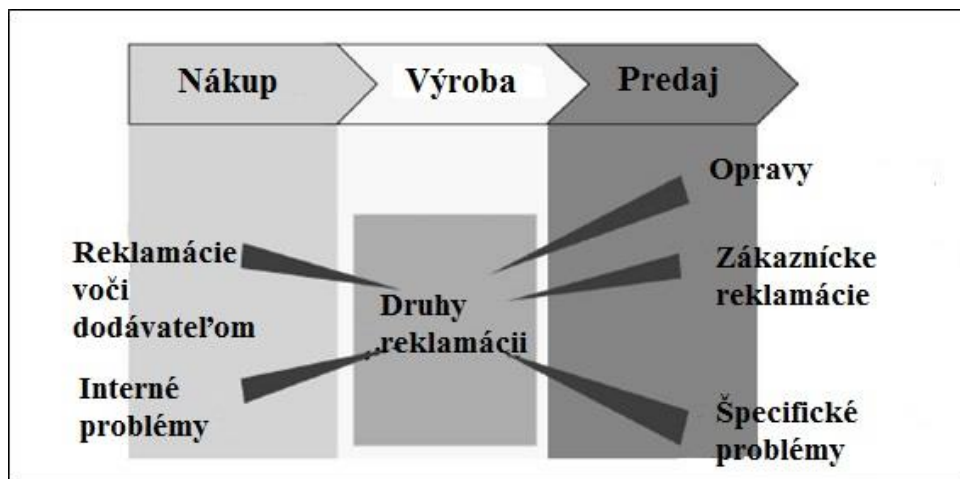 Nákup
Výroba
Predaj
Opravy
Reklamácie
voči
dodávateľom
Zákaznícke
reklamácie
Druhy
reklamácii
Interné
problémy
Špecifické
problémy